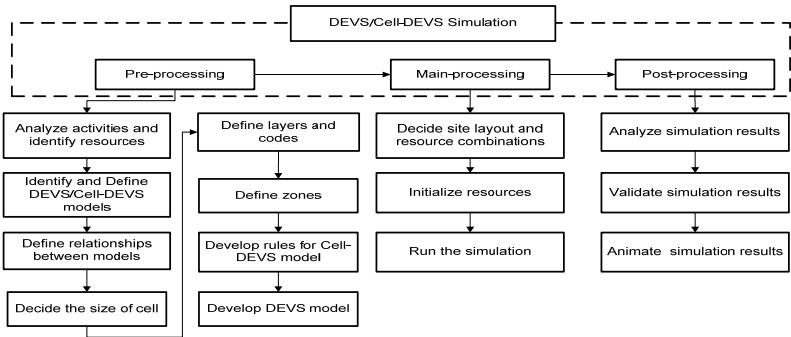 DEVS/Cell-DEVS Simulation
Pre-processing
Main-processing
Post-processing
Analyze activities and
identify resources
Identify and Define
DEVS/Cell-DEVS
models
Define relationships
between models
Decide the size of cell
Define layers and
codes
Define zones
Develop rules for Cell-
DEVS model
Develop DEVS model
Decide site layout and
resource combinations
Initialize resources
Run the simulation
Analyze simulation results
Validate simulation results
Animate simulation results